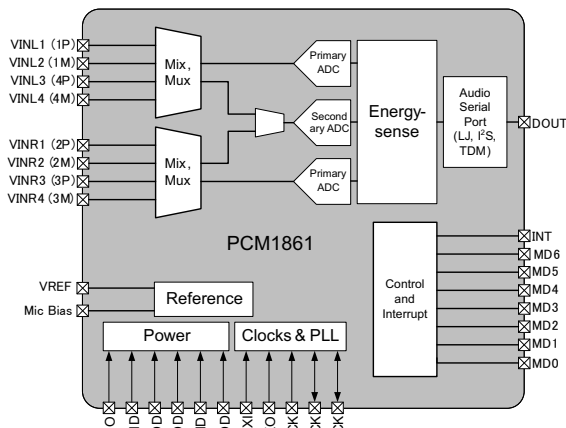 VINL1 (1P)
VINL2 (1M)
VINL3 (4P)
VINL4 (4M)
VINR1 (2P)
VINR2 (2M)
VINR3 (3P)
VINR4 (3M)
Mix,
Mux
Mix,
Mux
Primary
ADC
Second
ary ADC
Primary
ADC
Energy-
sense
Audio
Serial
Port
(LJ, I²S,
TDM)
DOUT
PCM1861
Control
and
Interrupt
INT
MD6
MD5
MD4
MD3
MD2
MD1
MD0
VREF
Mic Bias
Reference
Power
Clocks & PLL